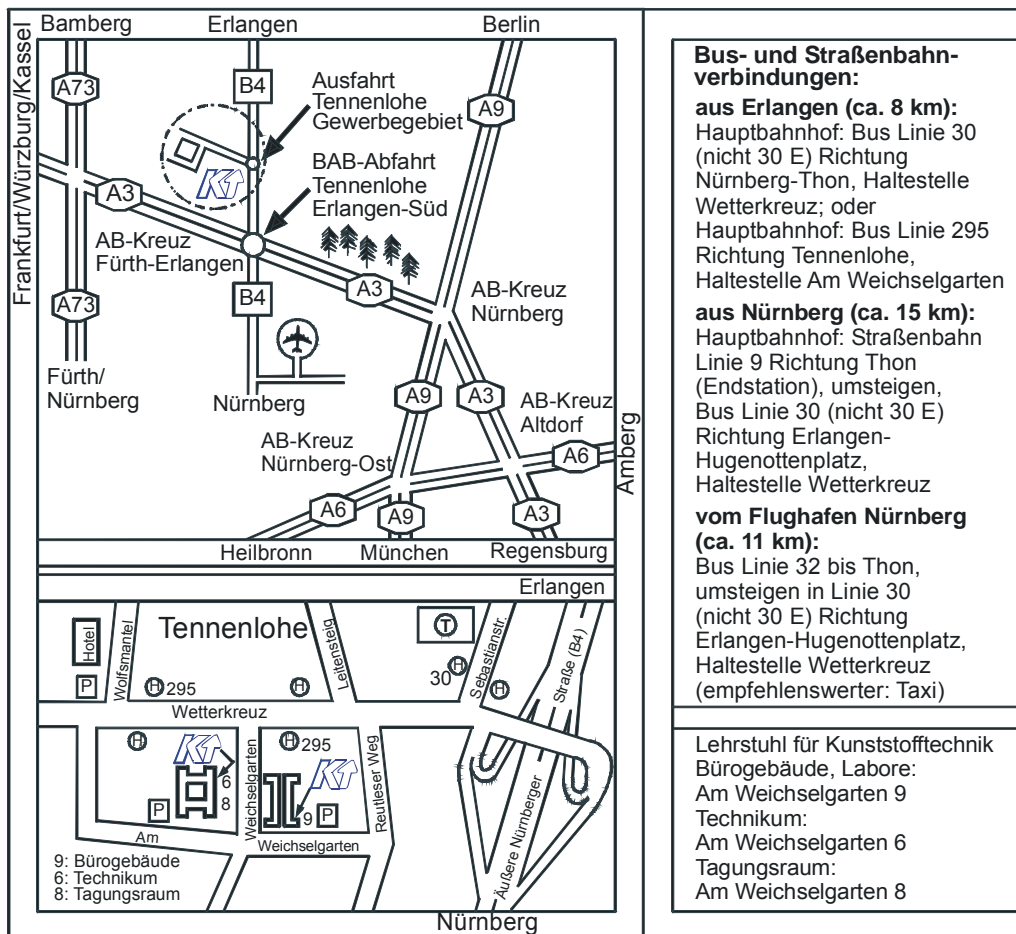 Bamberg
Erlangen
Berlin
Frankfurt/Würzburg/Kassel
A73
B4
A9
Ausfahrt
Tennenlohe
Gewerbegebiet
KT
BAB-Abfahrt
Tennenlohe
Erlangen-Süd
A3
AB-Kreuz
Fürth-Erlangen
A3
A73
B4
AB-Kreuz
Nürnberg
Fürth/
Nürnberg
Nürnberg
A9
A3
AB-Kreuz
Altdorf
AB-Kreuz
Nürnberg-Ost
A6
Amberg
A6
A9
A3
Heilbronn
München
Regensburg
Erlangen
Tennenlohe
Hotel
P
Wolfsmantel
H 295
H
Leitensteig
T
30 H
Sebastianstr.
H
Straße (B4)
Wetterkreuz
H
KT
6
8
P
Weichselgarten
H 295
KT
9
P
Reutleser Weg
Am
Weichselgarten
Äußere Nürnberger
9: Bürogebäude
6: Technikum
8: Tagungsraum
Nürnberg
Bus- und Straßenbahn-
verbindungen:
aus Erlangen (ca. 8 km):
Hauptbahnhof: Bus Linie 30
(nicht 30 E) Richtung
Nürnberg-Thon, Haltestelle
Wetterkreuz; oder
Hauptbahnhof: Bus Linie 295
Richtung Tennenlohe,
Haltestelle Am Weichselgarten
aus Nürnberg (ca. 15 km):
Hauptbahnhof: Straßenbahn
Linie 9 Richtung Thon
(Endstation), umsteigen,
Bus Linie 30 (nicht 30 E)
Richtung Erlangen-
Hugenottenplatz,
Haltestelle Wetterkreuz
vom Flughafen Nürnberg
(ca. 11 km):
Bus Linie 32 bis Thon,
umsteigen in Linie 30
(nicht 30 E) Richtung
Erlangen-Hugenottenplatz,
Haltestelle Wetterkreuz
(empfehlenswerter: Taxi)
Lehrstuhl für Kunststofftechnik
Bürogebäude, Labore:
Am Weichselgarten 9
Technikum:
Am Weichselgarten 6
Tagungsraum:
Am Weichselgarten 8